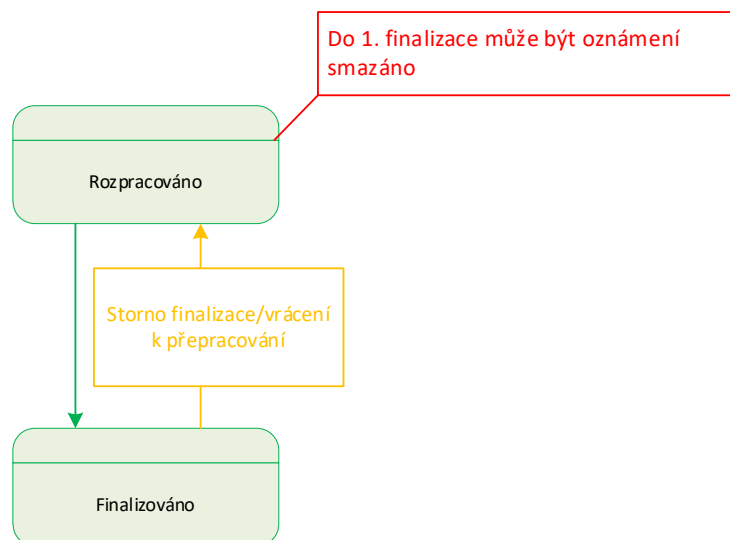 Do 1. finalizace může být oznámení
smazáno
Rozpracováno
Storno finalizace/vrácení
k přepracování
Finalizováno